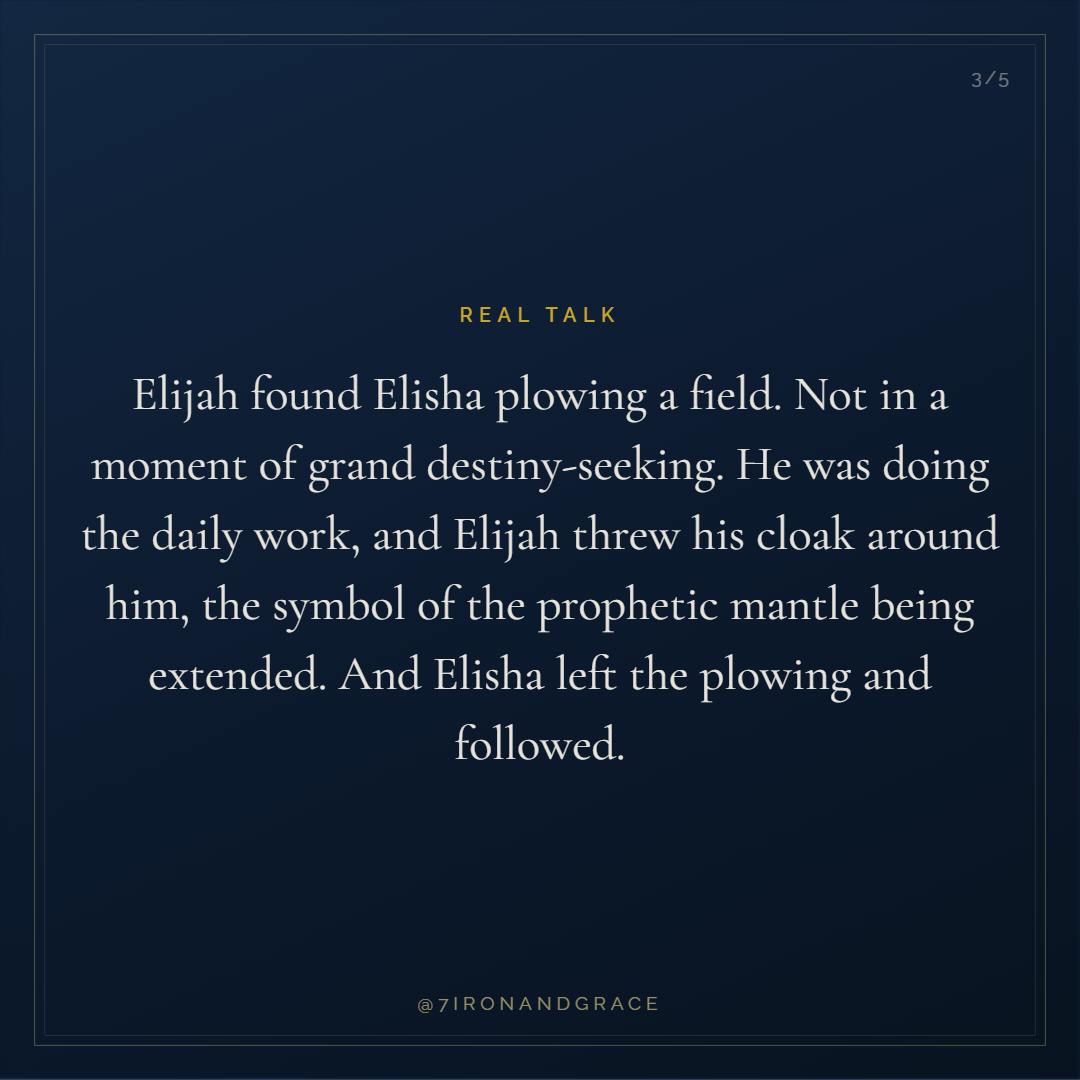 3/5
REAL TALK
Elijah found Elisha plowing a field. Not in a
moment of grand destiny-seeking. He was doing
the daily work, and Elijah threw his cloak around
him, the symbol of the prophetic mantle being
extended. And Elisha left the plowing and
followed.
@7IRONANDGRACE